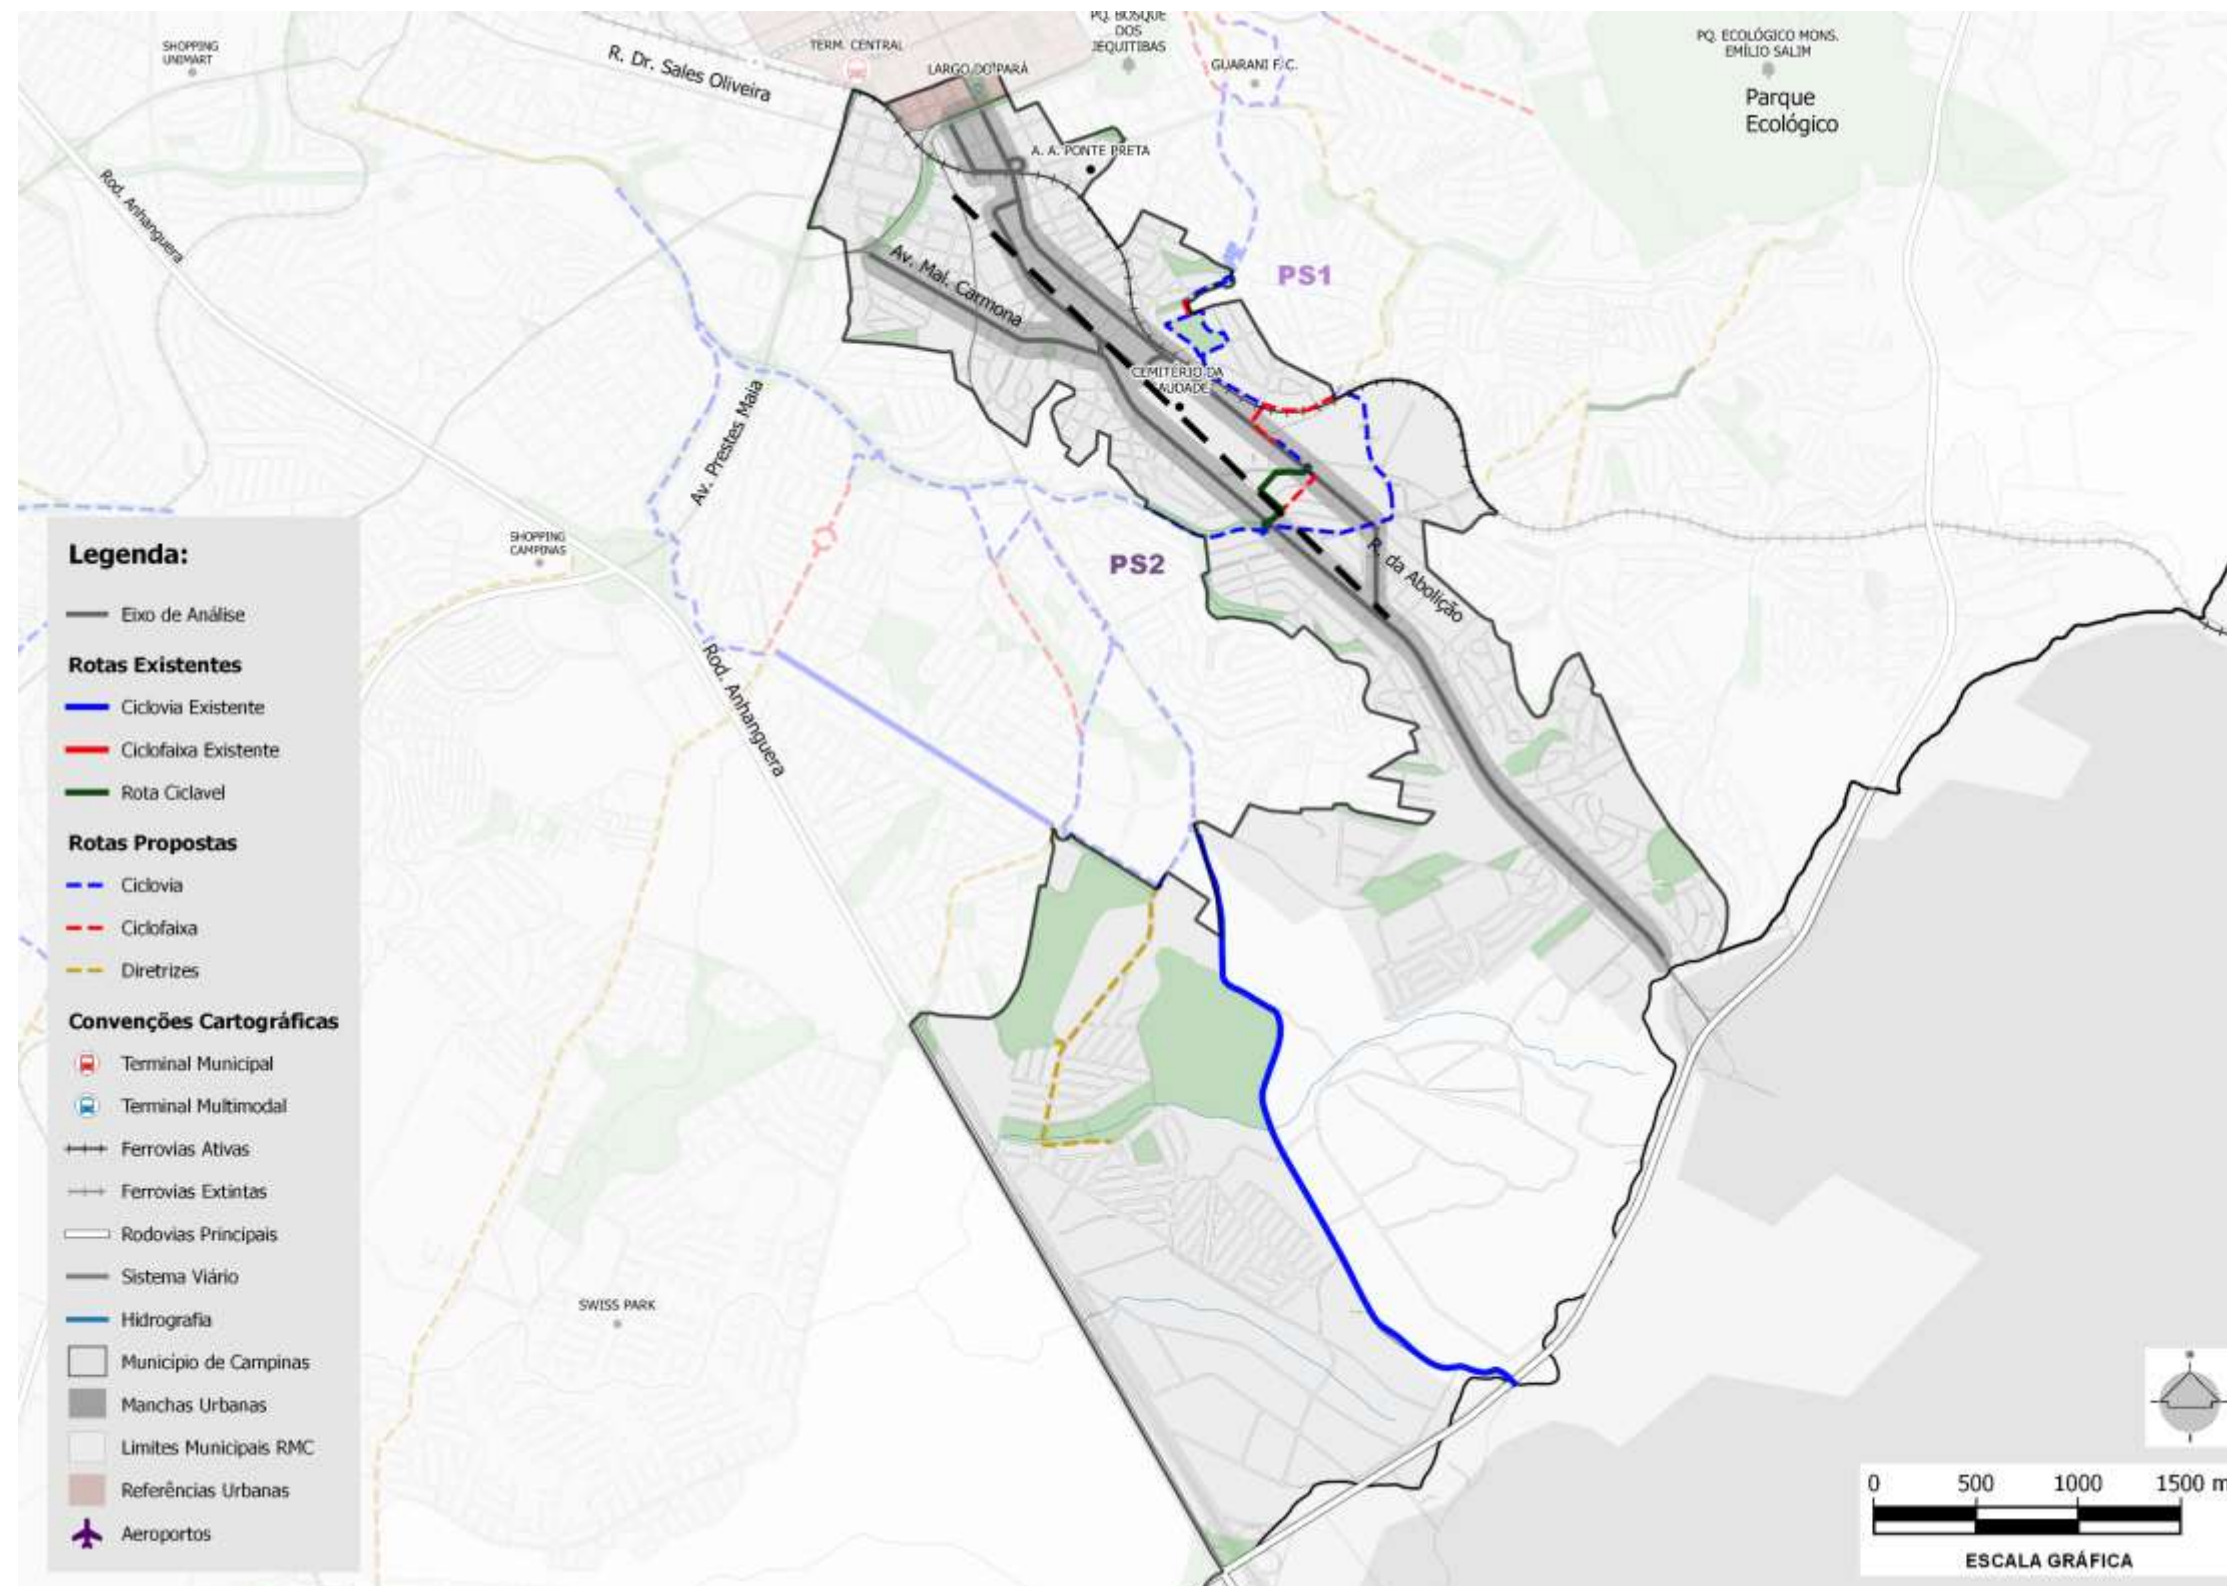 PQ. BOSQUE
DOS
JEQUITIBAS
SHOPPING
UNIMART
TERM. CENTRAL
R. Dr. Sales Oliveira
LARGO DO PARÁ
GUARANI F. C.
PQ. ECOLÓGICO MONS.
EMÍLIO SALIM
Parque
Ecológico
A. A. PONTE PRETA
Rod. Anhanguera
Av. Mal. Carmona
PS1
CEMITÉRIO DA
SAUDADE
Av. Prestes Maia
SHOPPING
CAMPINAS
PS2
R. da Abolição
Rod. Anhanguera
SWISS PARK
Legenda:
Eixo de Análise
Rotas Existentes
Ciclovia Existente
Ciclofaixa Existente
Rota Ciclavel
Rotas Propostas
Ciclovia
Ciclofaixa
Diretrizes
Convenções Cartográficas
Terminal Municipal
Terminal Multimodal
Ferrovias Ativas
Ferrovias Extintas
Rodovias Principais
Sistema Viário
Hidrografia
Município de Campinas
Manchas Urbanas
Limites Municipais RMC
Referências Urbanas
Aeroportos
0 500 1000 1500 m
ESCALA GRÁFICA